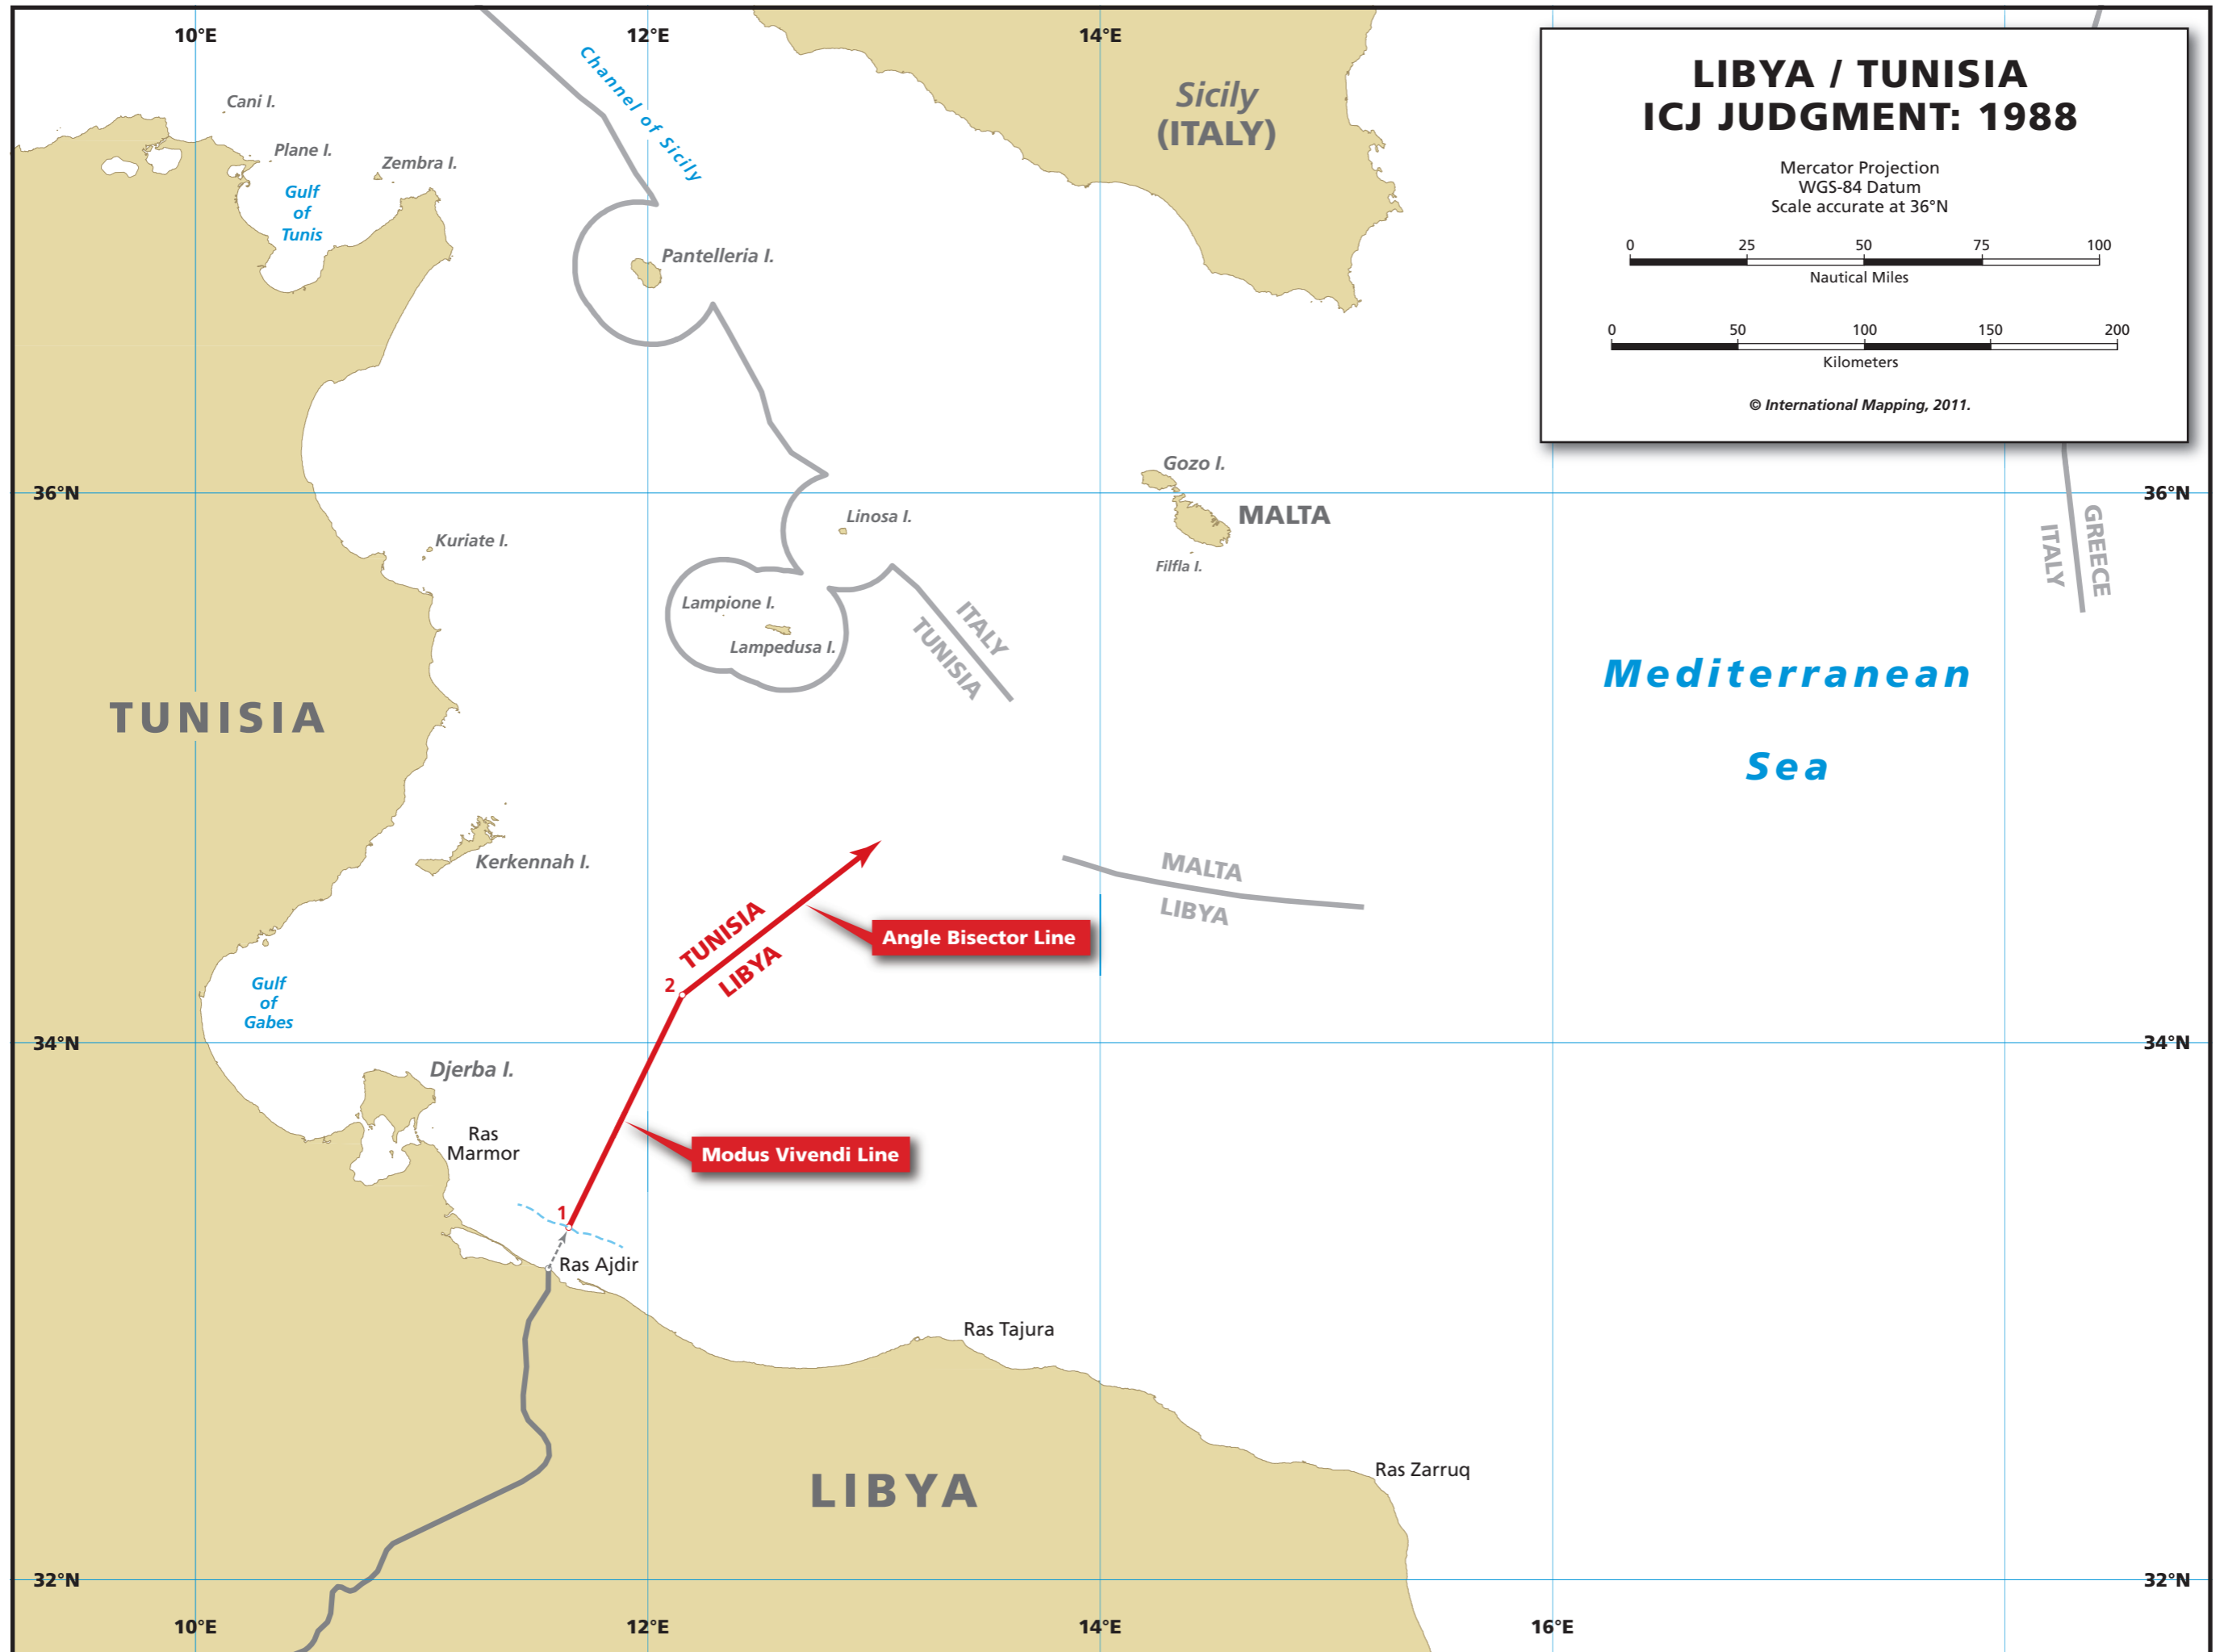 10°E
12°E
14°E
LIBYA / TUNISIA
ICJ JUDGMENT: 1988
Mercator Projection
WGS-84 Datum
Scale accurate at 36°N
0 25 50 75 100
Nautical Miles
0 50 100 150 200
Kilometers
© International Mapping, 2011.
Channel of Sicily
Sicily
(ITALY)
Cani I.
Plane I.
Zembra I.
Gulf
of
Tunis
Pantelleria I.
36°N
36°N
Gozo I.
MALTA
Filfla I.
Linosa I.
Kuriate I.
Lampione I.
Lampedusa I.
ITALY
TUNISIA
ITALY
GREECE
Mediterranean
Sea
TUNISIA
Kerkennah I.
MALTA
LIBYA
TUNISIA
LIBYA
Angle Bisector Line
2
Gulf
of
Gabes
34°N
34°N
Djerba I.
Ras
Marmor
Modus Vivendi Line
1
Ras Ajdir
Ras Tajura
Ras Zarruq
LIBYA
32°N
32°N
10°E
12°E
14°E
16°E